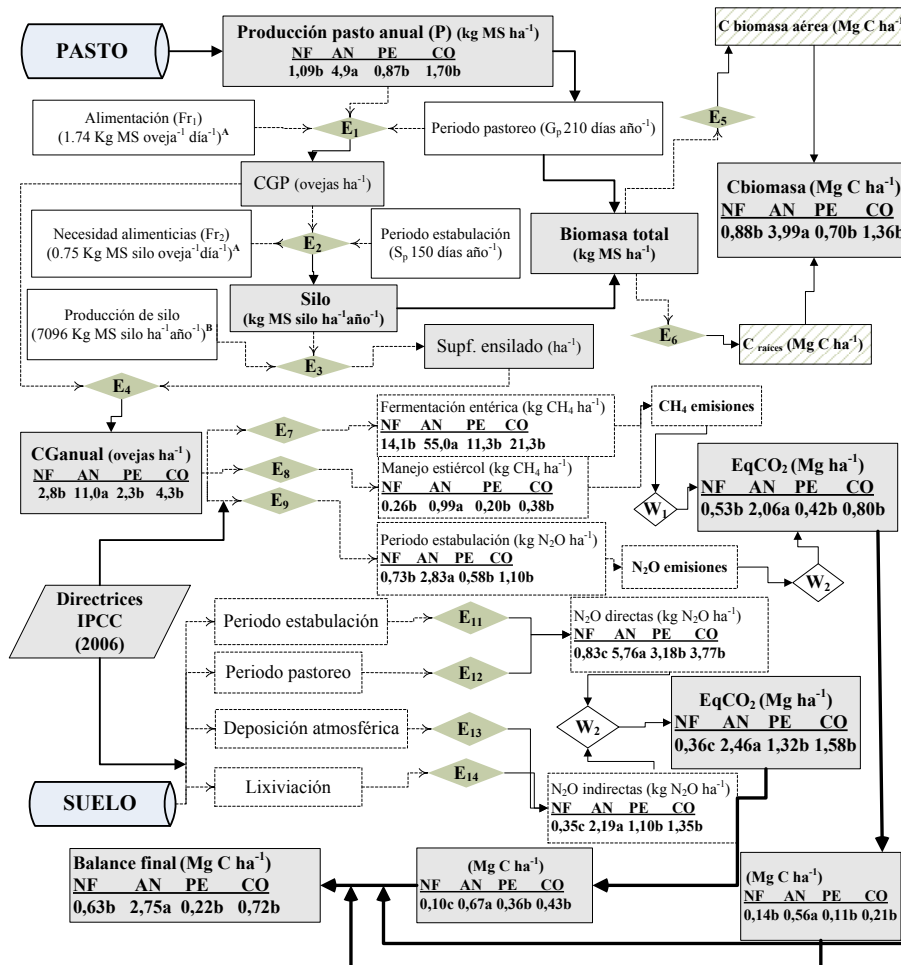 PASTO
Producción pasto anual (P) (kg MS ha⁻¹)
NF AN PE CO
1,09b 4,9a 0,87b 1,70b
C biomasa aérea (Mg C ha⁻¹
Alimentación (Fr₁)
(1.74 Kg MS oveja⁻¹ día⁻¹)ᴬ
E₁
Periodo pastoreo (Gₚ 210 días año⁻¹)
E₅
CGP (ovejas ha⁻¹)
Cbiomasa (Mg C ha⁻¹)
NF AN PE CO
0,88b 3,99a 0,70b 1,36b
Necesidad alimenticias (Fr₂)
(0.75 Kg MS silo oveja⁻¹día⁻¹)ᴬ
E₂
Periodo estabulación
(Sₚ 150 días año⁻¹)
Biomasa total
(kg MS ha⁻¹)
Silo
(kg MS silo ha⁻¹año⁻¹)
Producción de silo
(7096 Kg MS silo ha⁻¹año⁻¹)ᴮ
E₃
Supf. ensilado (ha⁻¹)
E₆
C raíces (Mg C ha⁻¹)
E₄
CGanual (ovejas ha⁻¹)
NF AN PE CO
2,8b 11,0a 2,3b 4,3b
E₇
Fermentación entérica (kg CH₄ ha⁻¹)
NF AN PE CO
14,1b 55,0a 11,3b 21,3b
CH₄ emisiones
E₈
Manejo estiércol (kg CH₄ ha⁻¹)
NF AN PE CO
0.26b 0,99a 0,20b 0,38b
W₁
EqCO₂ (Mg ha⁻¹)
NF AN PE CO
0,53b 2,06a 0,42b 0,80b
E₉
Periodo estabulación (kg N₂O ha⁻¹)
NF AN PE CO
0,73b 2,83a 0,58b 1,10b
N₂O emisiones
W₂
Directrices
IPCC
(2006)
Periodo estabulación
E₁₁
N₂O directas (kg N₂O ha⁻¹)
NF AN PE CO
0,83c 5,76a 3,18b 3,77b
Periodo pastoreo
E₁₂
Deposición atmosférica
E₁₃
W₂
EqCO₂ (Mg ha⁻¹)
NF AN PE CO
0,36c 2,46a 1,32b 1,58b
SUELO
Lixiviación
E₁₄
N₂O indirectas (kg N₂O ha⁻¹)
NF AN PE CO
0,35c 2,19a 1,10b 1,35b
Balance final (Mg C ha⁻¹)
NF AN PE CO
0,63b 2,75a 0,22b 0,72b
(Mg C ha⁻¹)
NF AN PE CO
0,10c 0,67a 0,36b 0,43b
(Mg C ha⁻¹)
NF AN PE CO
0,14b 0,56a 0,11b 0,21b